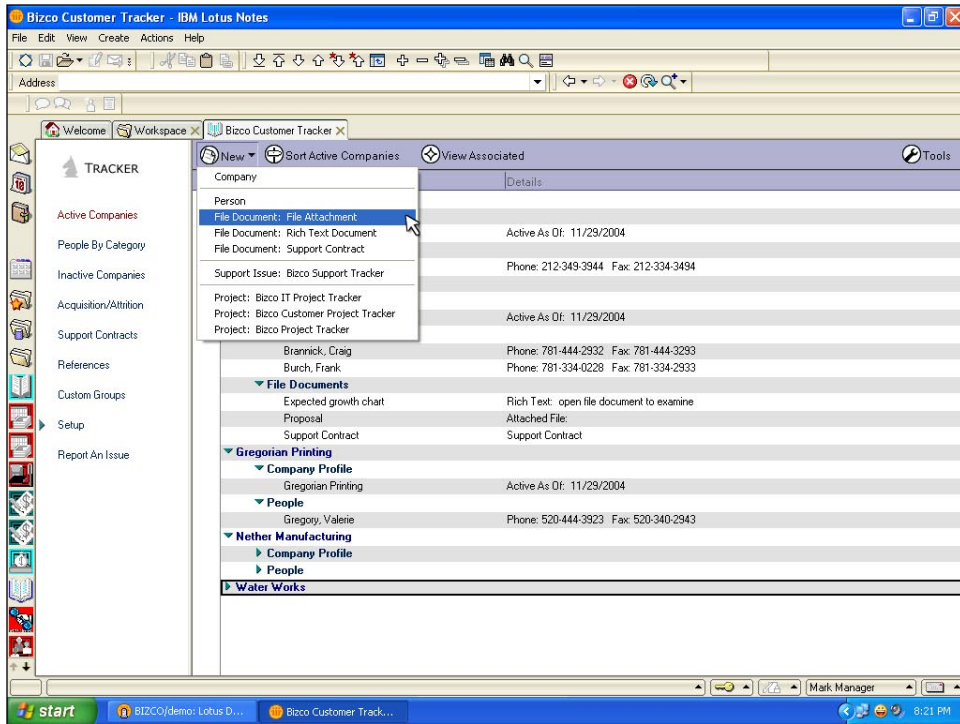 Bizco Customer Tracker - IBM Lotus Notes
File Edit View Create Actions Help
Address
Welcome Workspace Bizco Customer Tracker
TRACKER
New Sort Active Companies View Associated Tools
Details
Company
Person
File Document: File Attachment
File Document: Rich Text Document
File Document: Support Contract
Support Issue: Bizco Support Tracker
Project: Bizco IT Project Tracker
Project: Bizco Customer Project Tracker
Project: Bizco Project Tracker
Active Companies
People By Category
Inactive Companies
Acquisition/Attrition
Support Contracts
References
Custom Groups
Setup
Report An Issue
Active As Of: 11/29/2004
Phone: 212-349-3944 Fax: 212-334-3494
Active As Of: 11/29/2004
Brannick, Craig Phone: 781-444-2932 Fax: 781-444-3293
Burch, Frank Phone: 781-334-0228 Fax: 781-334-2933
File Documents
Expected growth chart Rich Text: open file document to examine
Proposal Attached File:
Support Contract Support Contract
Gregorian Printing
Company Profile
Gregorian Printing Active As Of: 11/29/2004
People
Gregory, Valerie Phone: 520-444-3923 Fax: 520-340-2943
Nether Manufacturing
Company Profile
People
Water Works
Mark Manager
start BIZCO/demo: Lotus D... Bizco Customer Track... 8:21 PM